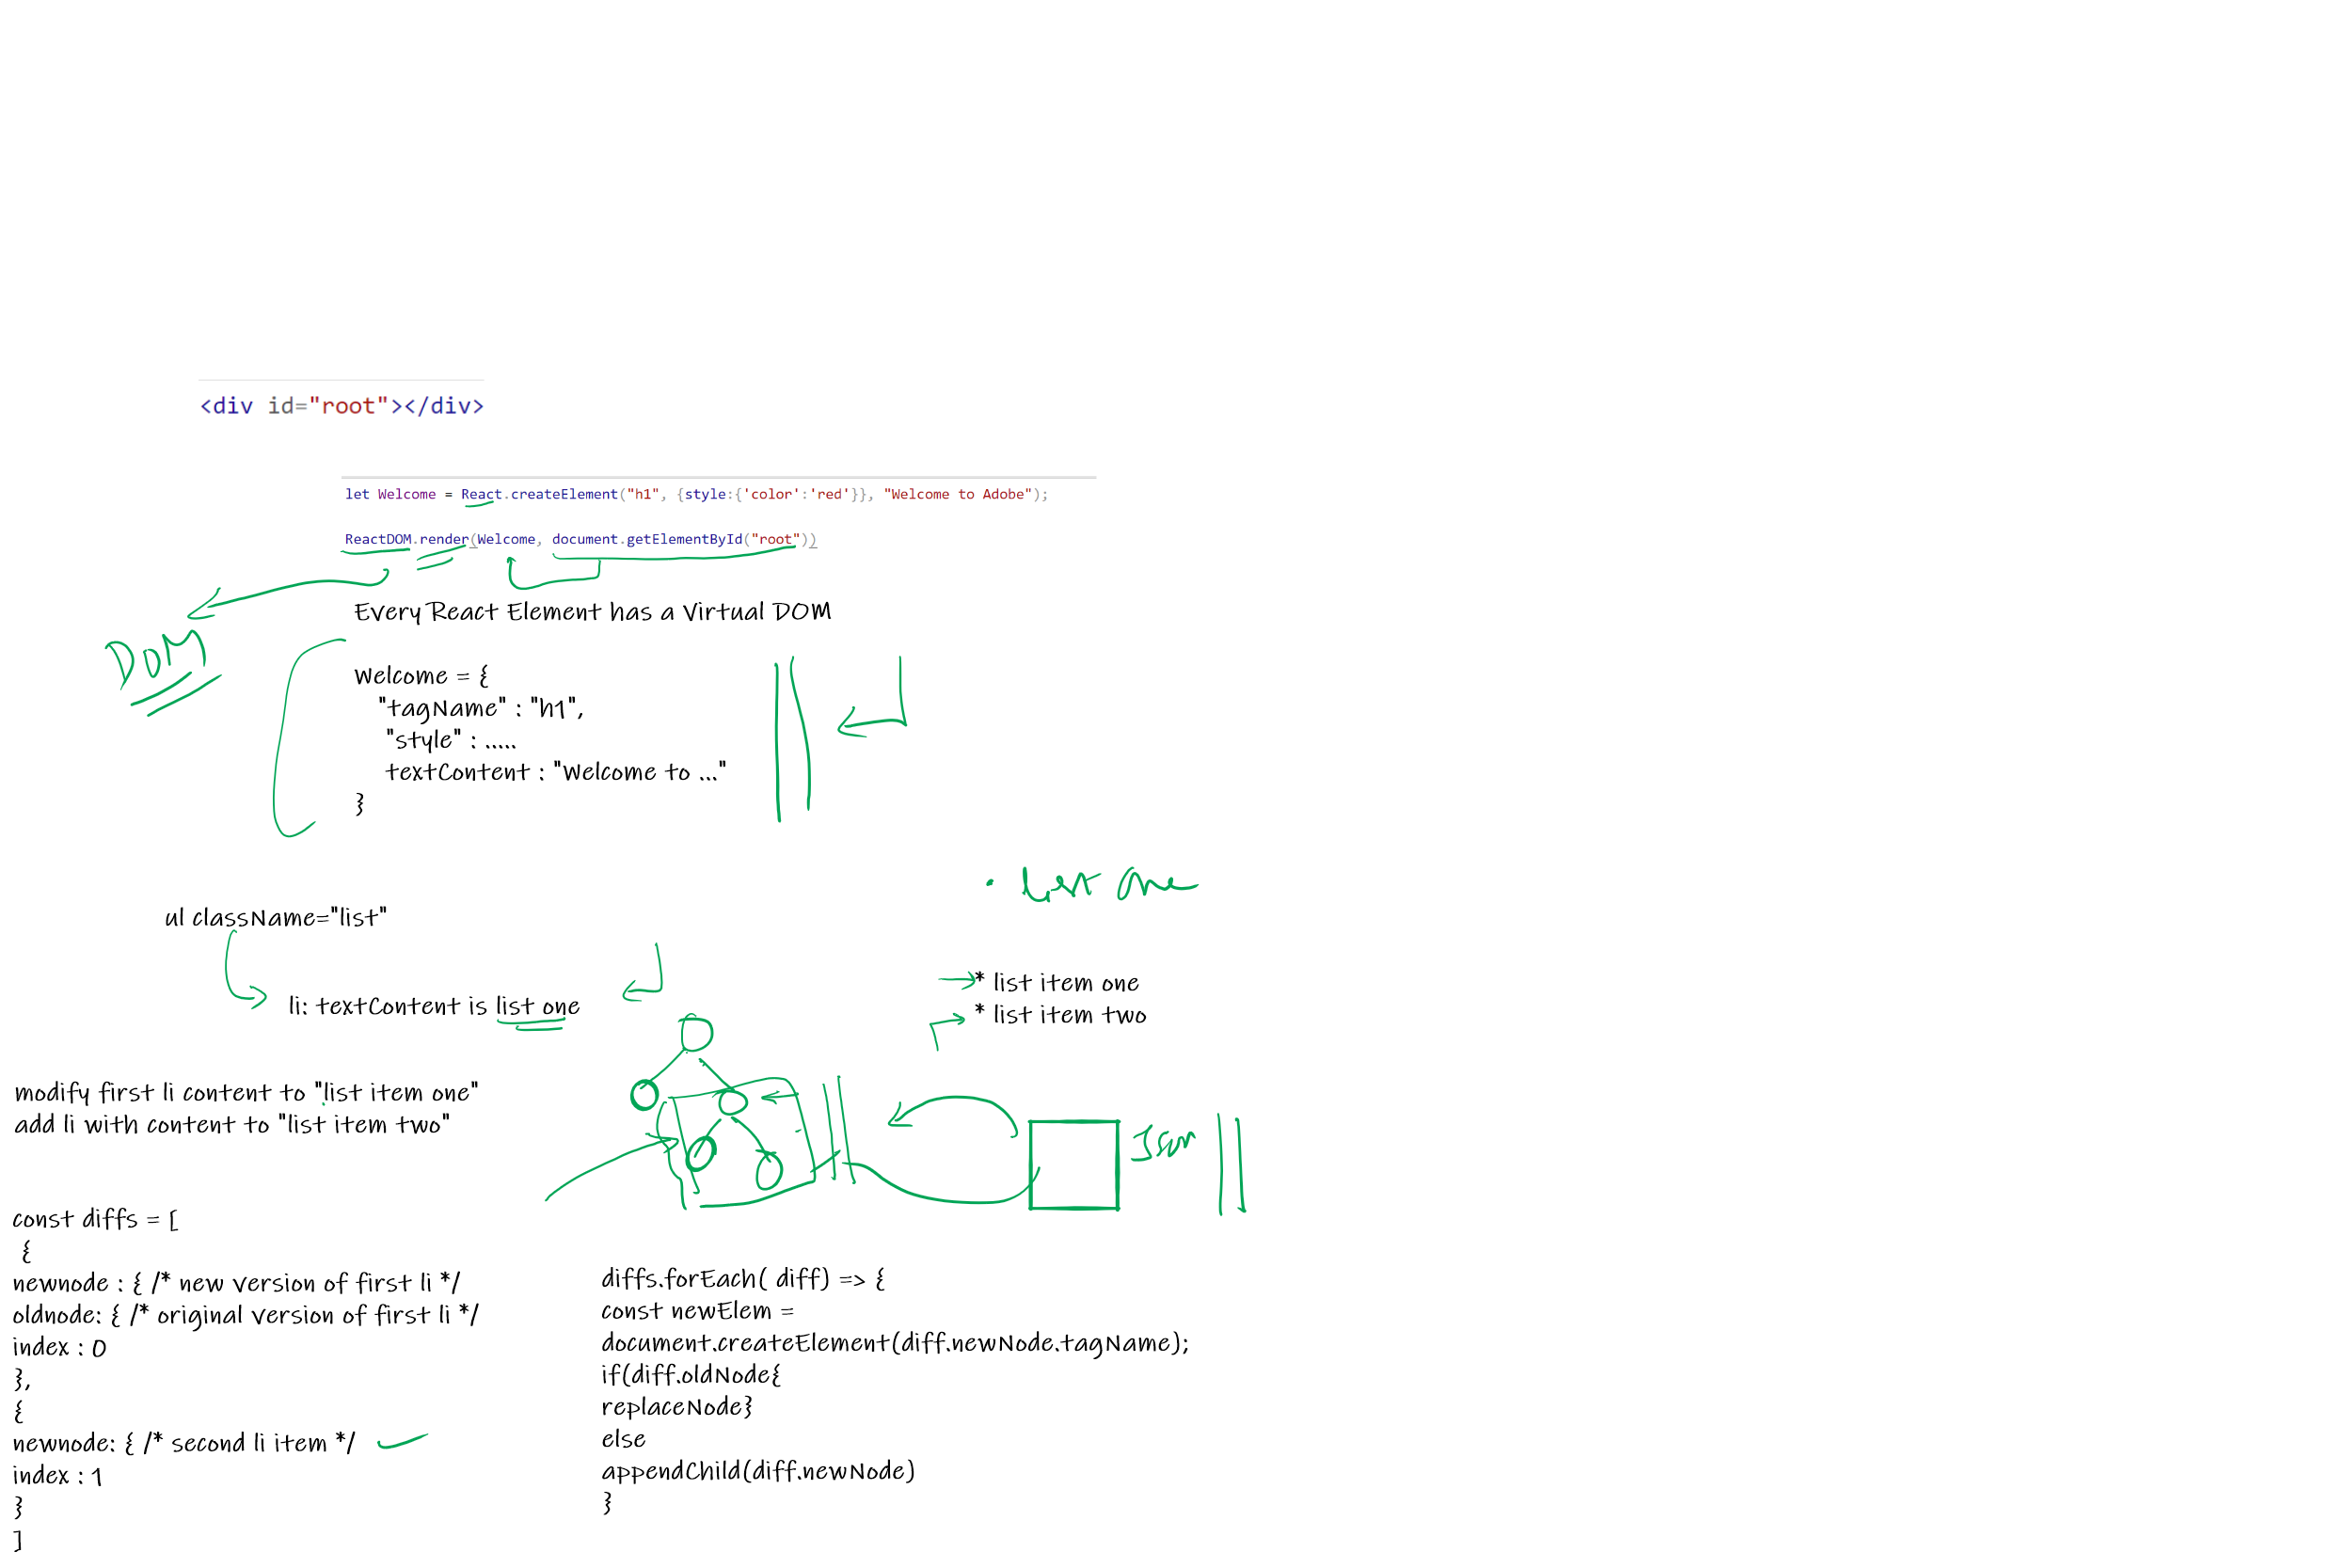 <div id="root"></div>
let Welcome = React.createElement("h1", {style:{'color':'red'}}, "Welcome to Adobe");
ReactDOM.render(Welcome, document.getElementById("root"))
Every React Element has a Virtual DOM
DOM
Welcome = {
"tagName" : "h1",
"style" : .....
textContent : "Welcome to ..."
}
• list one
ul className="list"
li: textContent is list one
* list item one
* list item two
modify first li content to "list item one"
add li with content to "list item two"
Json
const diffs = [
{
newnode : { /* new version of first li */
oldnode: { /* original version of first li */
index : 0
},
{
newnode: { /* second li item */
index : 1
}
]
diffs.forEach( diff) => {
const newElem =
document.createElement(diff.newNode.tagName);
if(diff.oldNode{
replaceNode}
else
appendChild(diff.newNode)
}